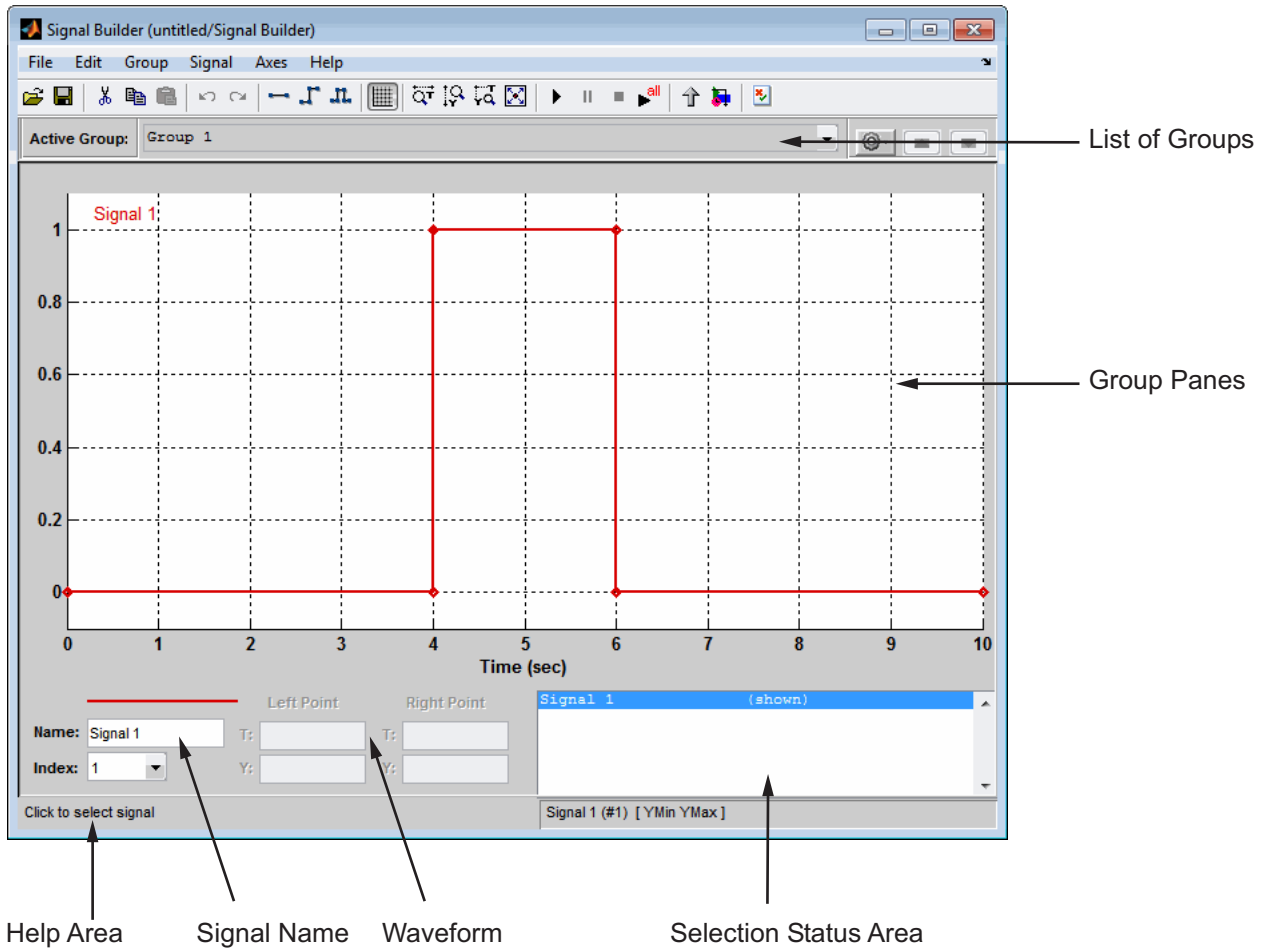 Signal Builder (untitled/Signal Builder)
File Edit Group Signal Axes Help
all
Active Group: Group 1
List of Groups
Signal 1
1
0.8
0.6
Group Panes
0.4
0.2
0
0 1 2 3 4 5 6 7 8 9 10
Time (sec)
Left Point Right Point
Signal 1 (shown)
Name: Signal 1 T: T:
Index: 1 Y: Y:
Click to select signal
Signal 1 (#1) [ YMin YMax ]
Help Area Signal Name Waveform Selection Status Area